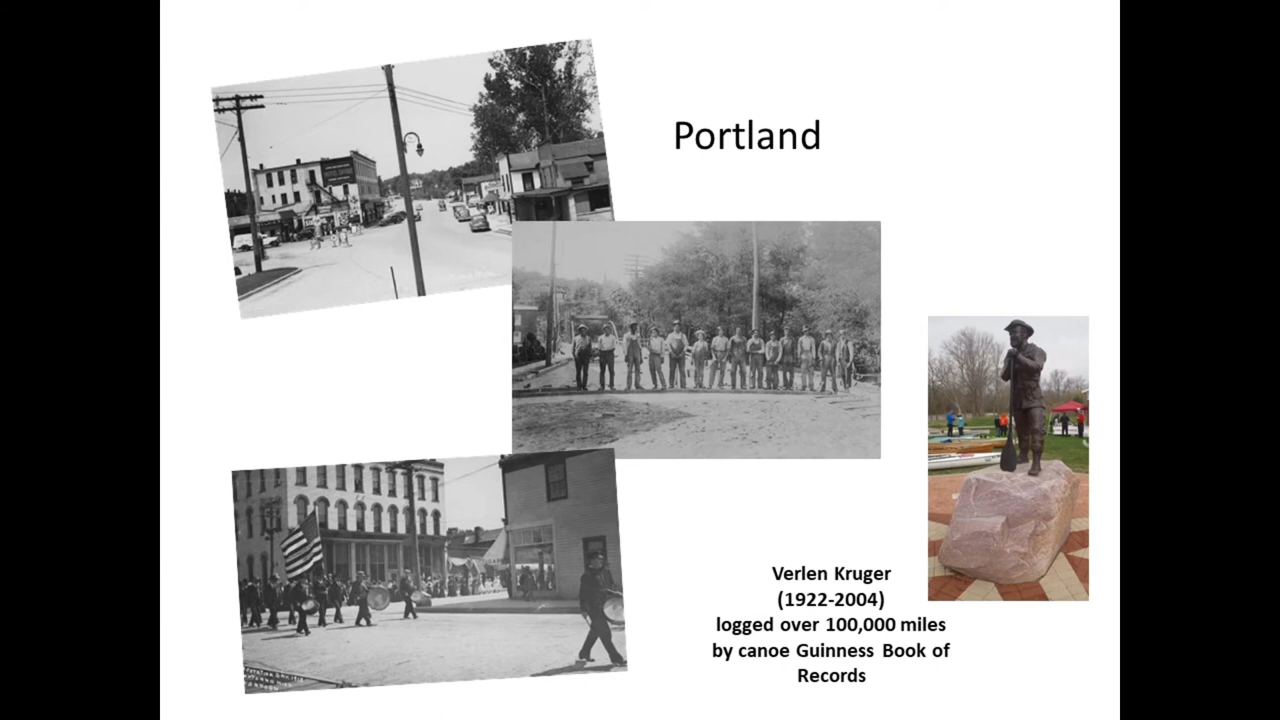 Portland
Verlen Kruger
(1922-2004)
logged over 100,000 miles
by canoe Guinness Book of
Records